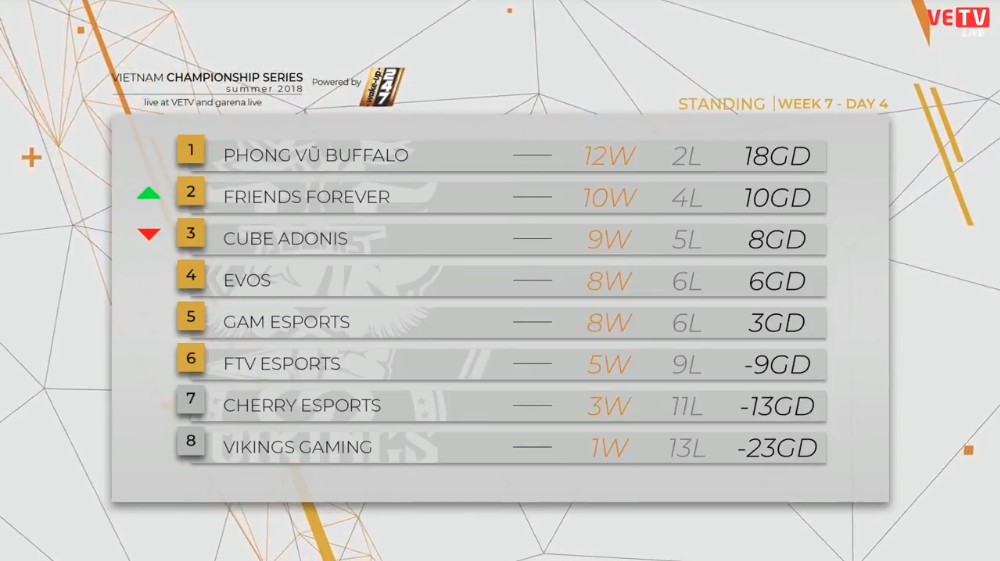 VETV
LIVE
VIETNAM CHAMPIONSHIP SERIES
summer 2018
Powered by
wake-up
247
live at VETV and garena.live
STANDING | WEEK 7 - DAY 4
1 PHONG VŨ BUFFALO 12W 2L 18GD
2 FRIENDS FOREVER 10W 4L 10GD
3 CUBE ADONIS 9W 5L 8GD
4 EVOS 8W 6L 6GD
5 GAM ESPORTS 8W 6L 3GD
6 FTV ESPORTS 5W 9L -9GD
7 CHERRY ESPORTS 3W 11L -13GD
8 VIKINGS GAMING 1W 13L -23GD